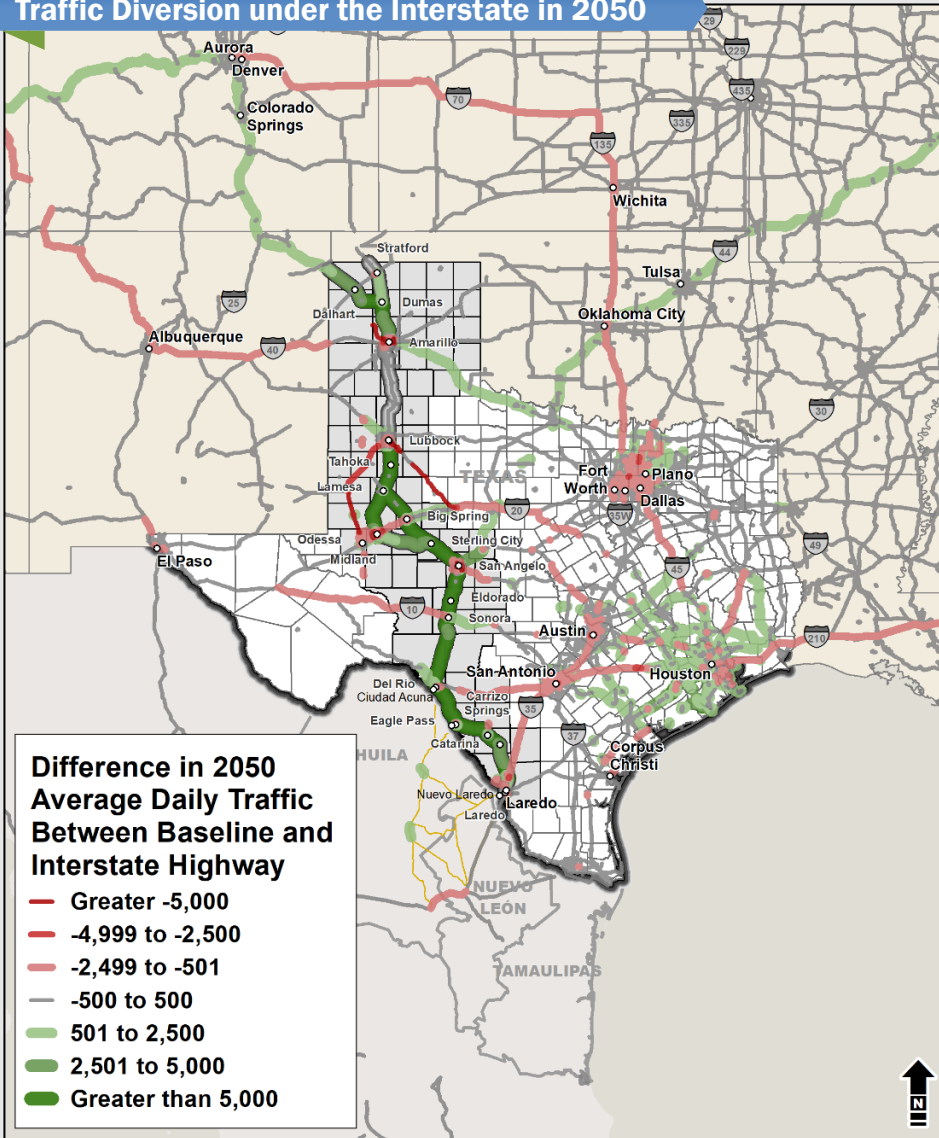 Traffic Diversion under the Interstate in 2050
29
Aurora
229
Denver
435
70
Colorado
Springs
335
135
Wichita
Stratford
44
Tulsa
25
Dalhart
Dumas
Oklahoma City
Albuquerque
40
Amarillo
30
Lubbock
Tahoka
TEXAS
Fort
Worth
Plano
Lamesa
Dallas
Big Spring
20
35W
Odessa
Sterling City
49
El Paso
Midland
San Angelo
45
Eldorado
10
Sonora
Austin
210
San Antonio
Houston
Del Rio
Ciudad Acuna
Carrizo
Springs
35
Eagle Pass
37
Catarina
HUILA
Corpus
Christi
Nuevo Laredo
Laredo
Laredo
NUEVO
LEÓN
TAMAULIPAS
Difference in 2050
Average Daily Traffic
Between Baseline and
Interstate Highway
Greater -5,000
-4,999 to -2,500
-2,499 to -501
-500 to 500
501 to 2,500
2,501 to 5,000
Greater than 5,000
N